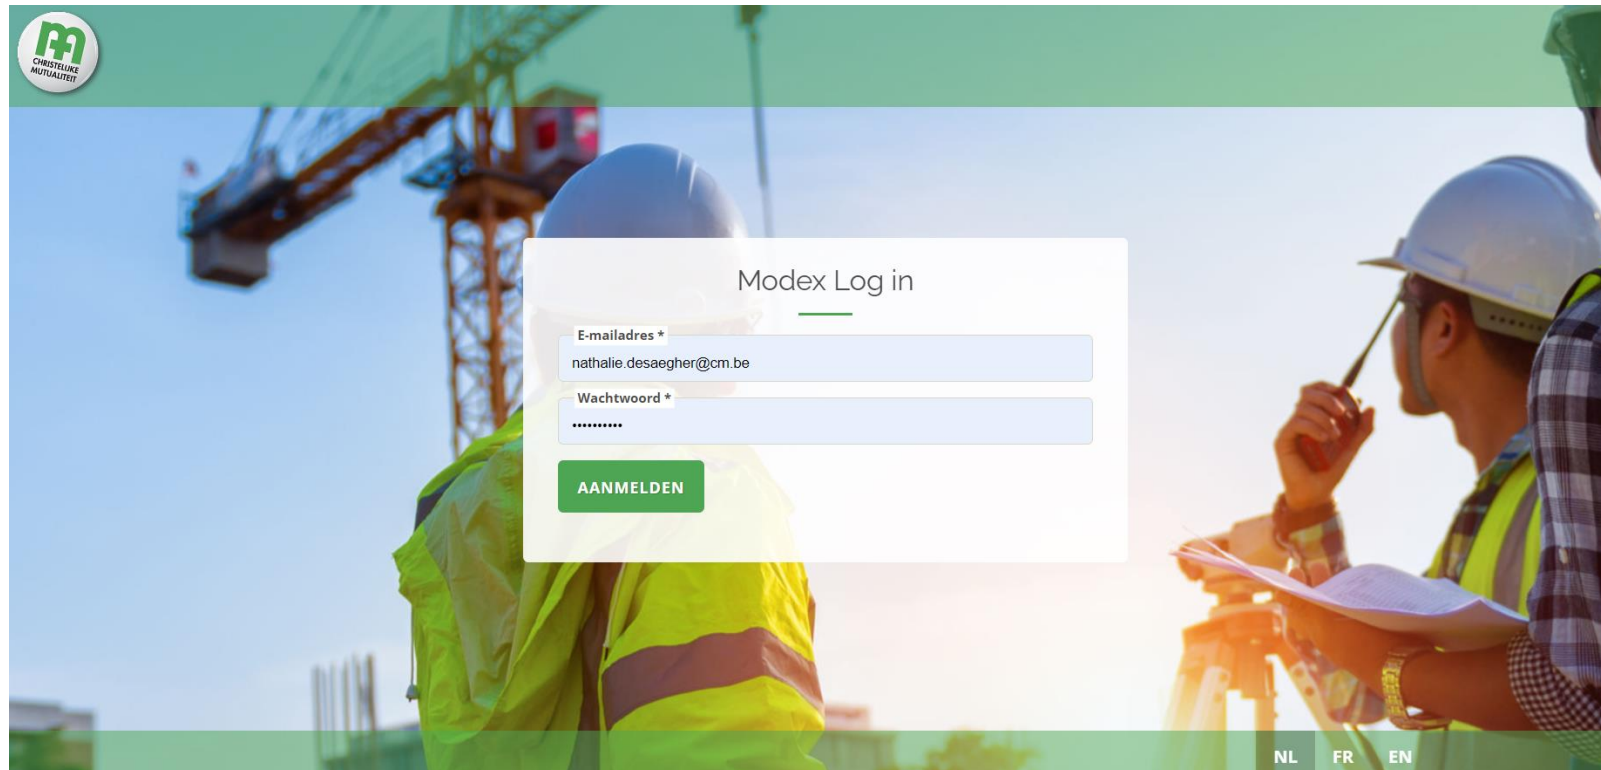 CHRISTELIJKE
MUTUALITEIT
Modex Log in
E-mailadres *
nathalie.desaegher@cm.be
Wachtwoord *
••••••••••
AANMELDEN
NL FR EN